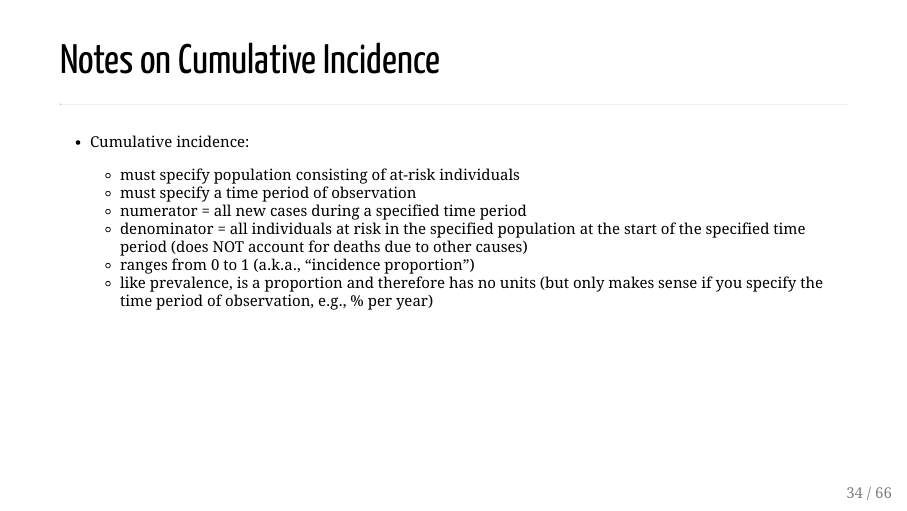 Notes on Cumulative Incidence
• Cumulative incidence:
◦ must specify population consisting of at-risk individuals
◦ must specify a time period of observation
◦ numerator = all new cases during a specified time period
◦ denominator = all individuals at risk in the specified population at the start of the specified time
period (does NOT account for deaths due to other causes)
◦ ranges from 0 to 1 (a.k.a., “incidence proportion”)
◦ like prevalence, is a proportion and therefore has no units (but only makes sense if you specify the
time period of observation, e.g., % per year)
34 / 66